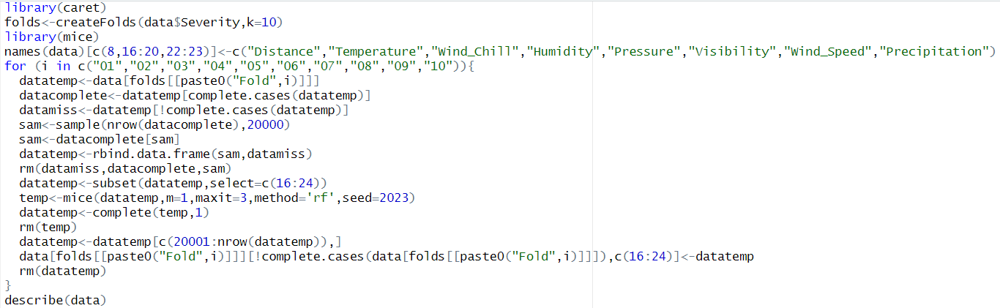 library(caret)
folds<-createFolds(data$Severity,k=10)
library(mice)
names(data)[c(8,16:20,22:23)]<-c("Distance","Temperature","Wind_Chill","Humidity","Pressure","Visibility","Wind_Speed","Precipitation")
for (i in c("01","02","03","04","05","06","07","08","09","10")){
  datatemp<-data[folds[[paste0("Fold",i)]]]
  datacomplete<-datatemp[complete.cases(datatemp)]
  datamiss<-datatemp[!complete.cases(datatemp)]
  sam<-sample(nrow(datacomplete),20000)
  sam<-datacomplete[sam]
  datatemp<-rbind.data.frame(sam,datamiss)
  rm(datamiss,datacomplete,sam)
  datatemp<-subset(datatemp,select=c(16:24))
  temp<-mice(datatemp,m=1,maxit=3,method='rf',seed=2023)
  datatemp<-complete(temp,1)
  rm(temp)
  datatemp<-datatemp[c(20001:nrow(datatemp)),]
  data[folds[[paste0("Fold",i)]]][!complete.cases(data[folds[[paste0("Fold",i)]]]),c(16:24)]<-datatemp
  rm(datatemp)
}
describe(data)